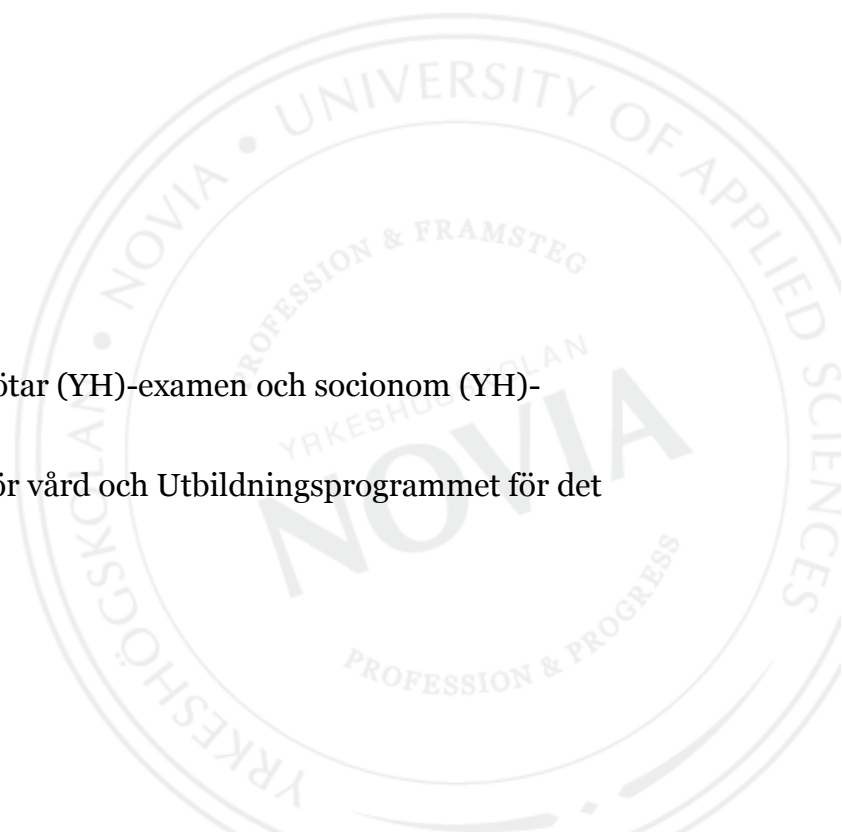 UNIVERSITY OF APPLIED SCIENCES
YRKESHÖGSKOLAN • NOVIA •
PROFESSION & FRAMSTEG
ötar (YH)-examen och socionom (YH)-
YRKESHÖGSKOLAN
NOVIA
ör vård och Utbildningsprogrammet för det
PROFESSION & PROGRESS